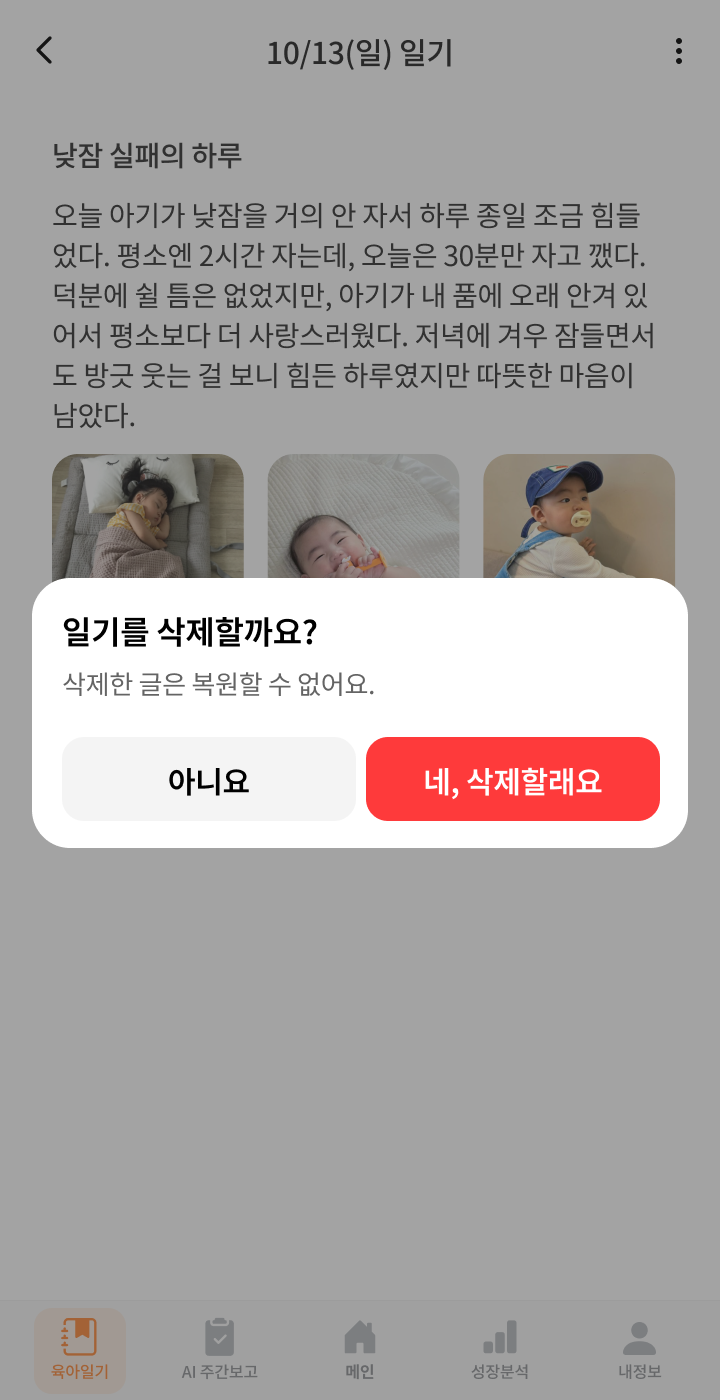 10/13(일) 일기
낮잠 실패의 하루
오늘 아기가 낮잠을 거의 안 자서 하루 종일 조금 힘들
었다. 평소엔 2시간 자는데, 오늘은 30분만 자고 깼다.
덕분에 쉴 틈은 없었지만, 아기가 내 품에 오래 안겨 있
어서 평소보다 더 사랑스러웠다. 저녁에 겨우 잠들면서
도 방긋 웃는 걸 보니 힘든 하루였지만 따뜻한 마음이
남았다.
일기를 삭제할까요?
삭제한 글은 복원할 수 없어요.
아니요
네, 삭제할래요
육아일기
AI 주간보고
메인
성장분석
내정보